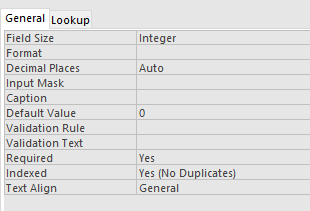 General Lookup
Field Size Integer
Format
Decimal Places Auto
Input Mask
Caption
Default Value 0
Validation Rule
Validation Text
Required Yes
Indexed Yes (No Duplicates)
Text Align General